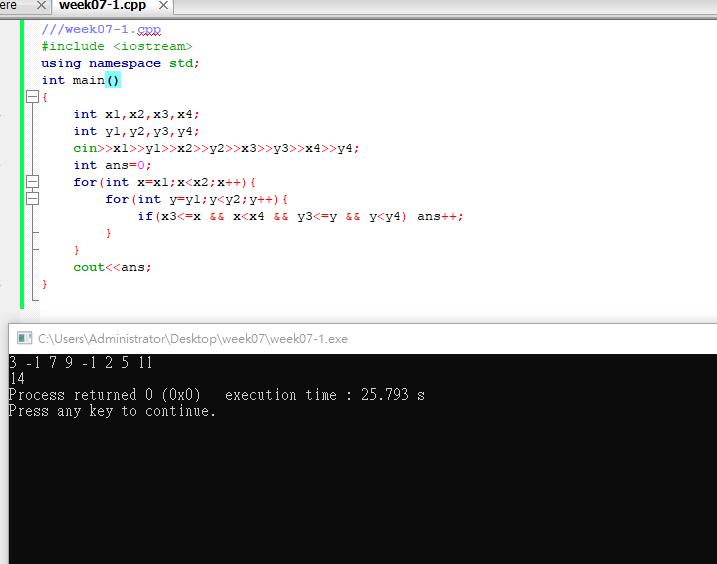 ere × week07-1.cpp ×
///week07-1.cpp
#include <iostream>
using namespace std;
int main()
{
    int x1,x2,x3,x4;
    int y1,y2,y3,y4;
    cin>>x1>>y1>>x2>>y2>>x3>>y3>>x4>>y4;
    int ans=0;
    for(int x=x1;x<x2;x++){
        for(int y=y1;y<y2;y++){
            if(x3<=x && x<x4 && y3<=y && y<y4) ans++;
        }
    }
    cout<<ans;
}
C:\Users\Administrator\Desktop\week07\week07-1.exe
3 -1 7 9 -1 2 5 11
14
Process returned 0 (0x0)   execution time : 25.793 s
Press any key to continue.